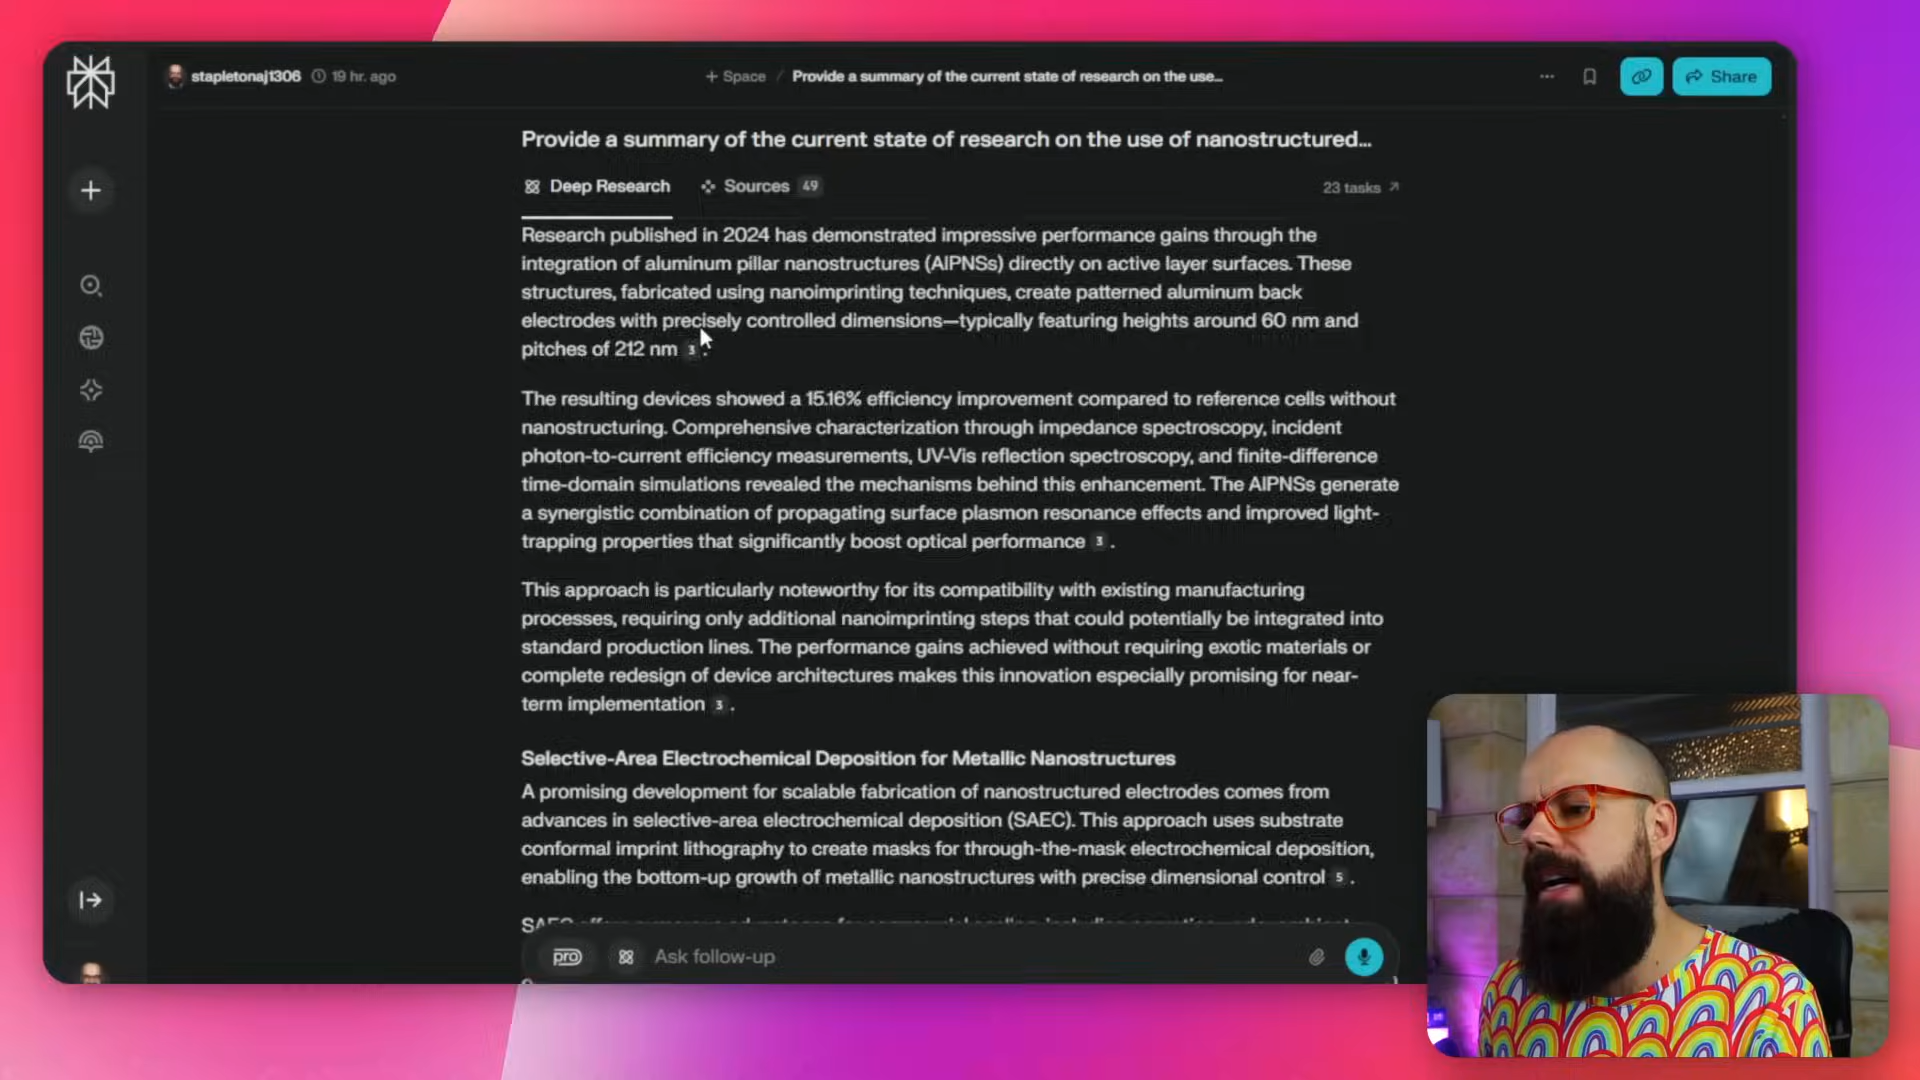 stapletonaj1306 19 hr. ago
+ Space / Provide a summary of the current state of research on the use...
Share
Provide a summary of the current state of research on the use of nanostructured...
Deep Research Sources 49
23 tasks
Research published in 2024 has demonstrated impressive performance gains through the
integration of aluminum pillar nanostructures (AlPNSs) directly on active layer surfaces. These
structures, fabricated using nanoimprinting techniques, create patterned aluminum back
electrodes with precisely controlled dimensions—typically featuring heights around 60 nm and
pitches of 212 nm 3 .
The resulting devices showed a 15.16% efficiency improvement compared to reference cells without
nanostructuring. Comprehensive characterization through impedance spectroscopy, incident
photon-to-current efficiency measurements, UV-Vis reflection spectroscopy, and finite-difference
time-domain simulations revealed the mechanisms behind this enhancement. The AlPNSs generate
a synergistic combination of propagating surface plasmon resonance effects and improved light-
trapping properties that significantly boost optical performance 3 .
This approach is particularly noteworthy for its compatibility with existing manufacturing
processes, requiring only additional nanoimprinting steps that could potentially be integrated into
standard production lines. The performance gains achieved without requiring exotic materials or
complete redesign of device architectures makes this innovation especially promising for near-
term implementation 3 .
Selective-Area Electrochemical Deposition for Metallic Nanostructures
A promising development for scalable fabrication of nanostructured electrodes comes from
advances in selective-area electrochemical deposition (SAEC). This approach uses substrate
conformal imprint lithography to create masks for through-the-mask electrochemical deposition,
enabling the bottom-up growth of metallic nanostructures with precise dimensional control 5 .
pro Ask follow-up